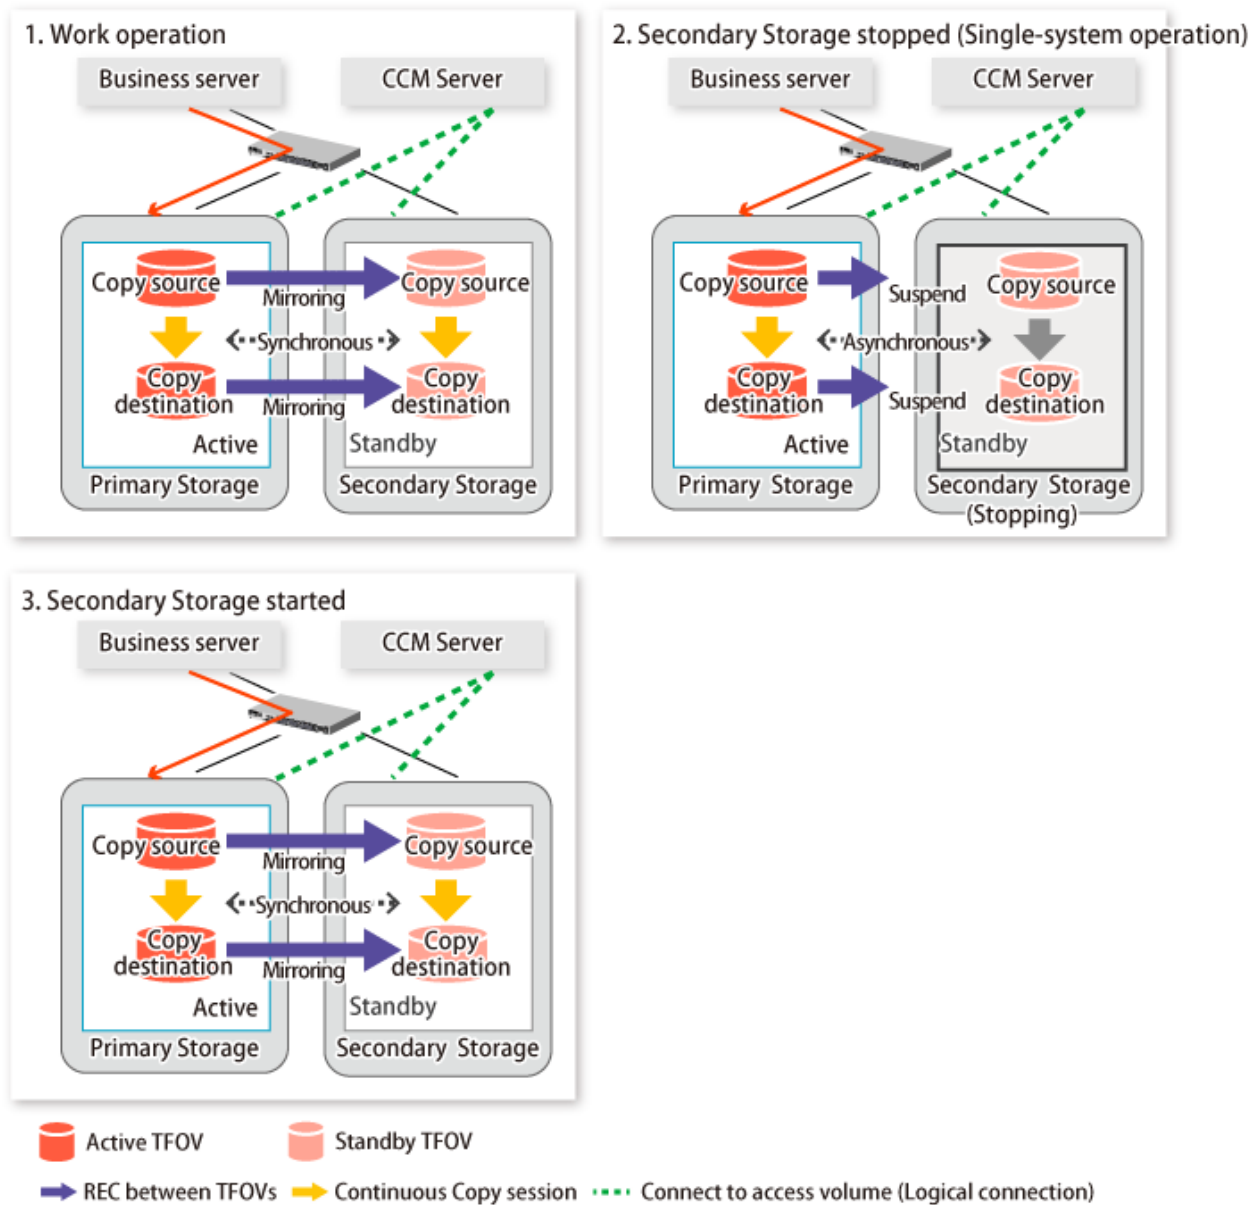 1. Work operation
Business server
CCM Server
Copy source
Mirroring
Copy source
Synchronous
Copy
destination
Mirroring
Copy
destination
Active
Standby
Primary Storage
Secondary Storage
2. Secondary Storage stopped (Single-system operation)
Business server
CCM Server
Copy source
Suspend
Copy source
Asynchronous
Copy
destination
Suspend
Copy
destination
Active
Standby
Primary Storage
Secondary Storage
(Stopping)
3. Secondary Storage started
Business server
CCM Server
Copy source
Mirroring
Copy source
Synchronous
Copy
destination
Mirroring
Copy
destination
Active
Standby
Primary Storage
Secondary Storage
Active TFOV
Standby TFOV
REC between TFOVs
Continuous Copy session
Connect to access volume (Logical connection)